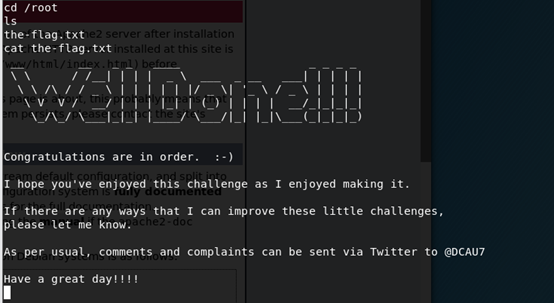 cd /root
ls
the-flag.txt
cat the-flag.txt
Well Done!!!!
Congratulations are in order. :-)
I hope you've enjoyed this challenge as I enjoyed making it.
If there are any ways that I can improve these little challenges,
please let me know.
As per usual, comments and complaints can be sent via Twitter to @DCAU7
Have a great day!!!!